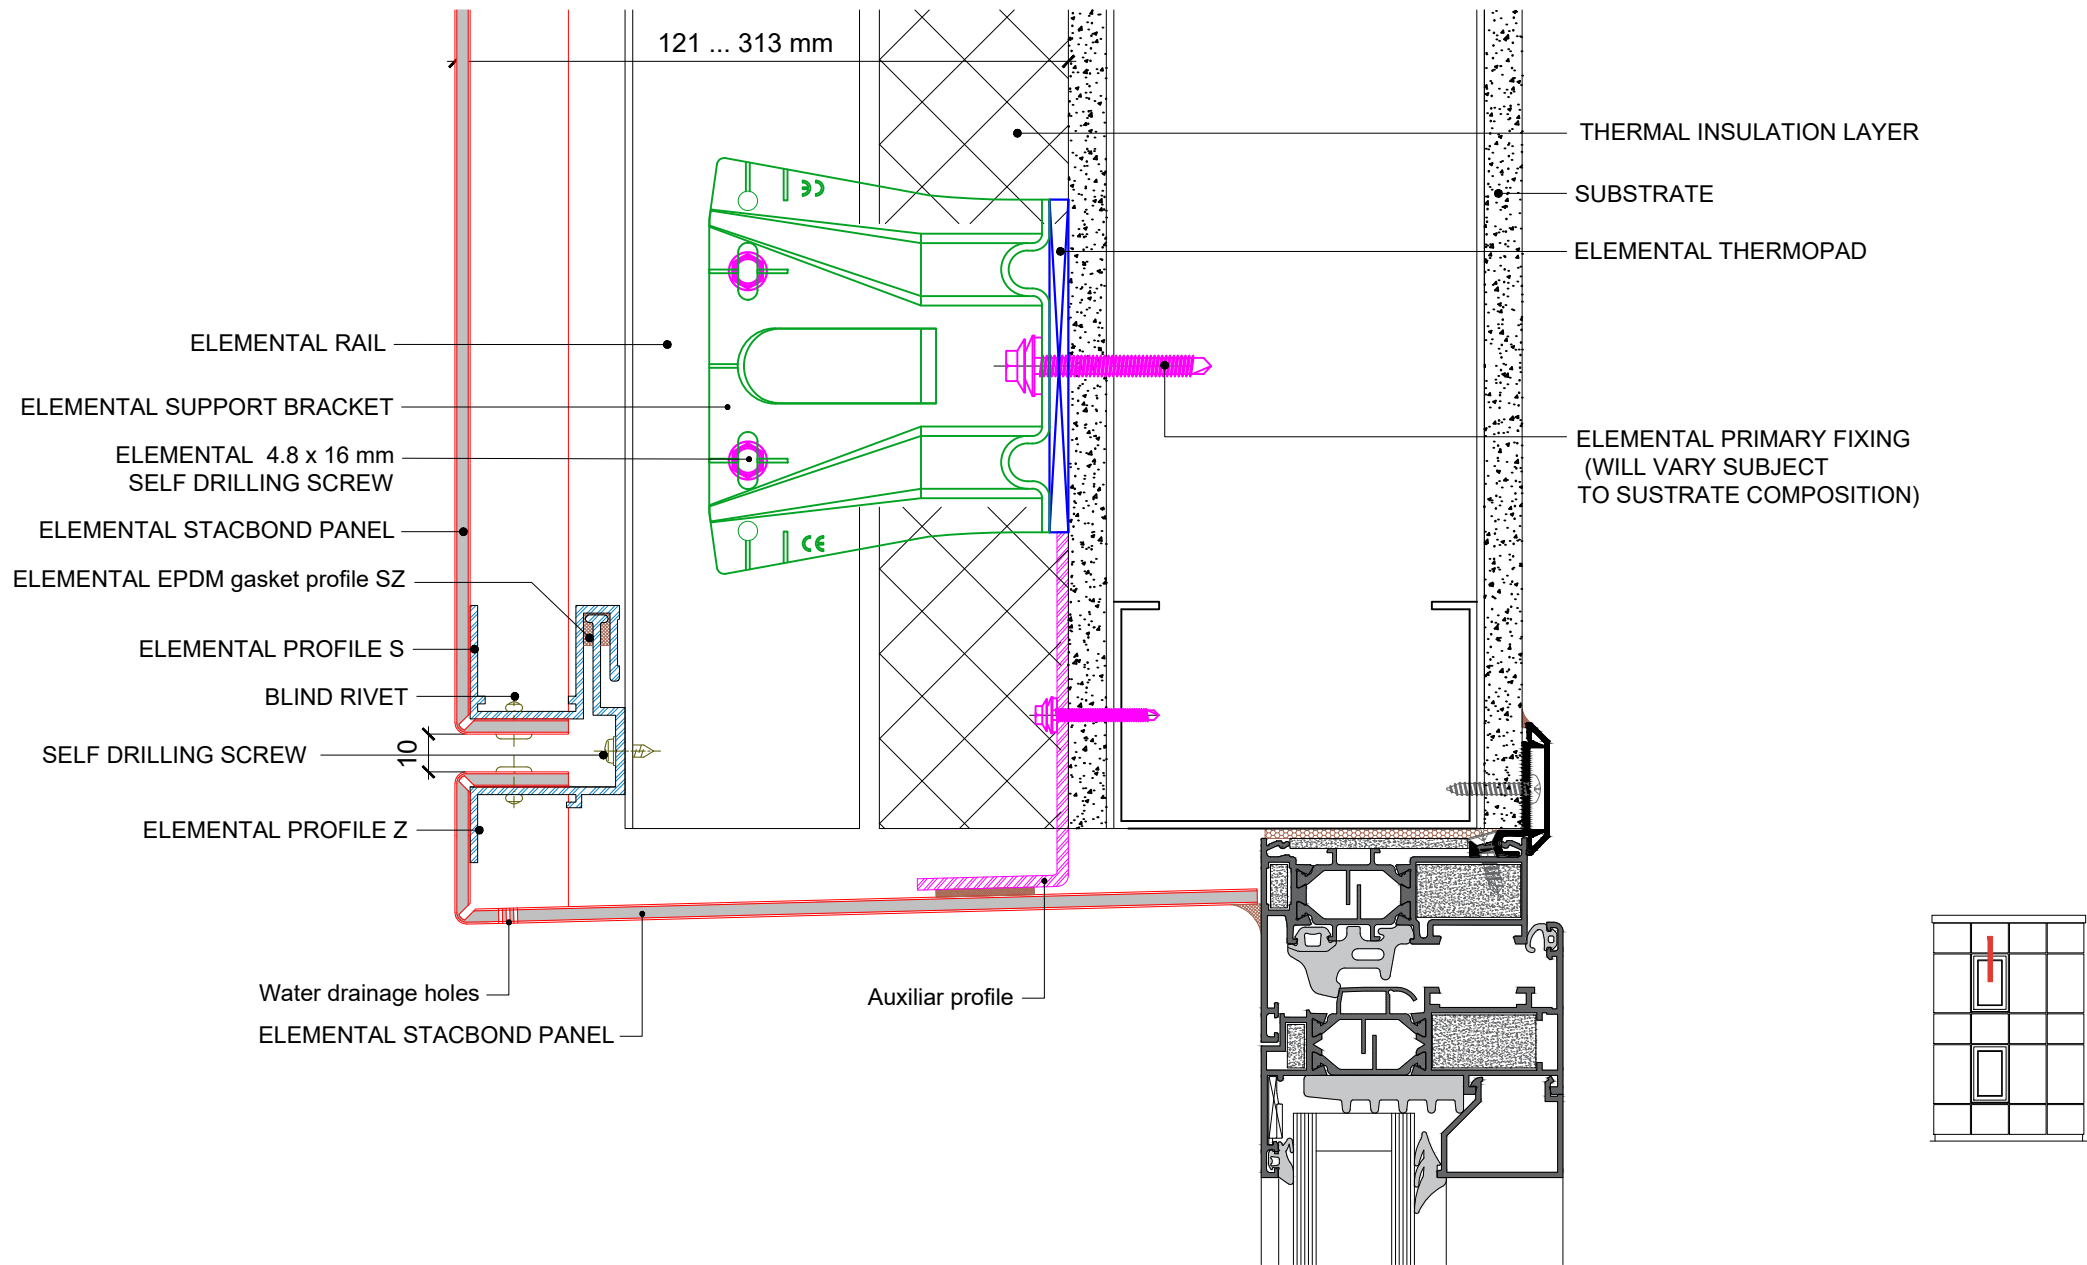 121 ... 313 mm
THERMAL INSULATION LAYER
SUBSTRATE
ELEMENTAL THERMOPAD
ELEMENTAL RAIL
ELEMENTAL SUPPORT BRACKET
ELEMENTAL 4.8 x 16 mm
SELF DRILLING SCREW
ELEMENTAL PRIMARY FIXING
(WILL VARY SUBJECT
TO SUSTRATE COMPOSITION)
ELEMENTAL STACBOND PANEL
ELEMENTAL EPDM gasket profile SZ
ELEMENTAL PROFILE S
BLIND RIVET
SELF DRILLING SCREW
10
ELEMENTAL PROFILE Z
Water drainage holes
ELEMENTAL STACBOND PANEL
Auxiliar profile
CE
CE